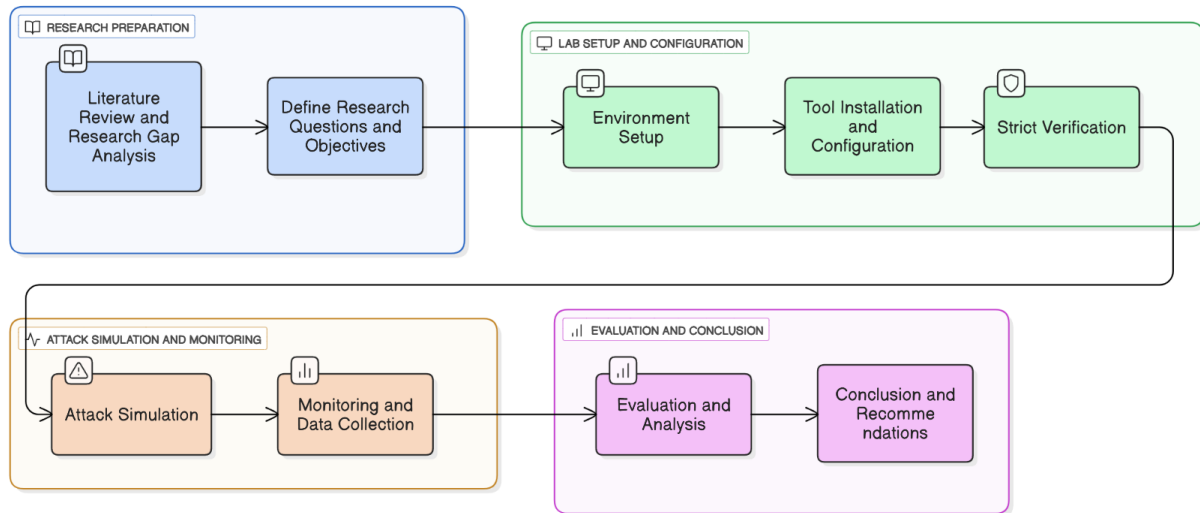 RESEARCH PREPARATION
Literature
Review and
Research Gap
Analysis
Define Research
Questions and
Objectives
LAB SETUP AND CONFIGURATION
Environment
Setup
Tool Installation
and
Configuration
Strict Verification
ATTACK SIMULATION AND MONITORING
Attack Simulation
Monitoring and
Data Collection
EVALUATION AND CONCLUSION
Evaluation and
Analysis
Conclusion and
Recomme
ndations